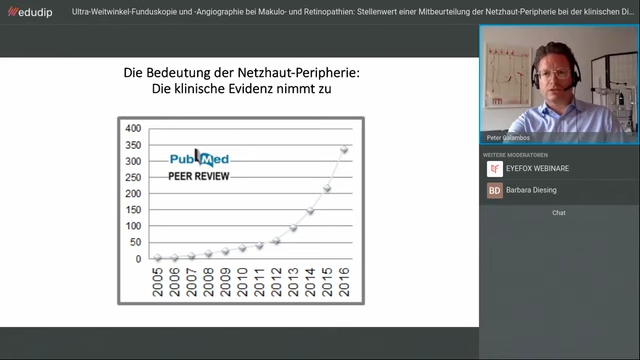 edudip
Ultra-Weitwinkel-Funduskopie und -Angiographie bei Makulo- und Retinopathien: Stellenwert einer Mitbeurteilung der Netzhaut-Peripherie bei der klinischen Di...
Die Bedeutung der Netzhaut-Peripherie:
Die klinische Evidenz nimmt zu
400
350
300
250
200
150
100
50
0
PubMed
PEER REVIEW
2005 2006 2007 2008 2009 2010 2011 2012 2013 2014 2015 2016
Peter Galambos
WEITERE MODERATOREN
EYEFOX WEBINARE
BD Barbara Diesing
Chat